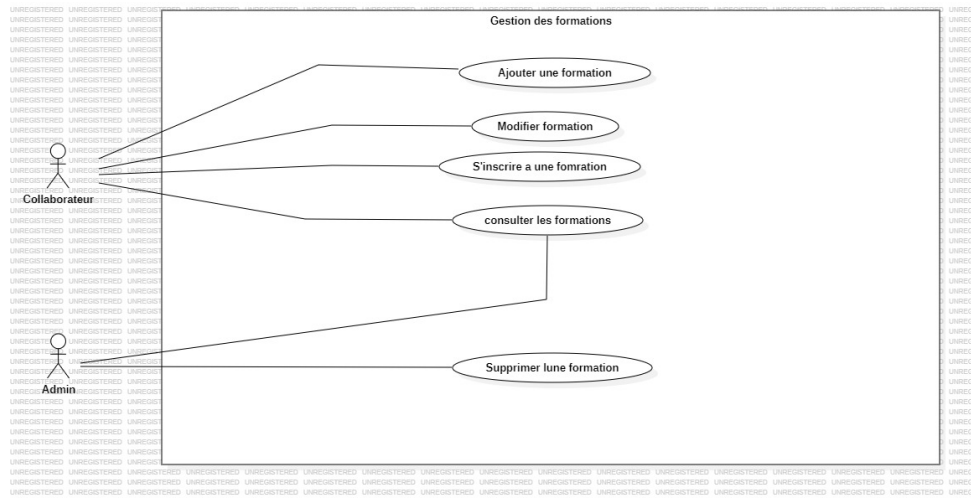 Gestion des formations
Ajouter une formation
Modifier formation
S'inscrire a une fomration
Collaborateur
consulter les formations
Admin
Supprimer lune formation
UNREGISTERED